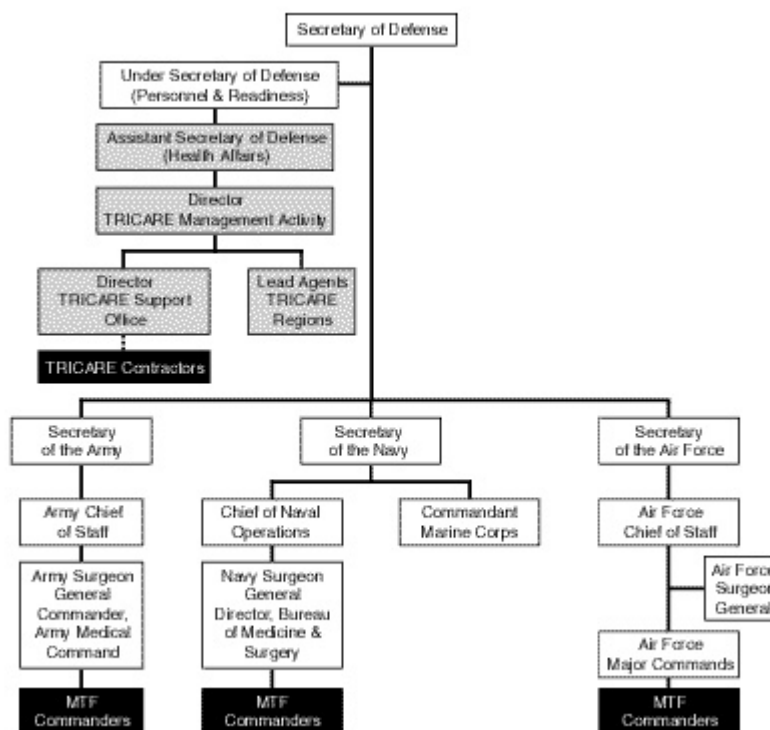 Secretary of Defense
Under Secretary of Defense
(Personnel & Readiness)
Assistant Secretary of Defense
(Health Affairs)
Director
TRICARE Management Activity
Director
TRICARE Support
Office
Lead Agents
TRICARE
Regions
TRICARE Contractors
Secretary
of the Army
Secretary
of the Navy
Secretary
of the Air Force
Army Chief
of Staff
Chief of Naval
Operations
Commandant
Marine Corps
Air Force
Chief of Staff
Army Surgeon
General
Commander,
Army Medical
Command
Navy Surgeon
General
Director, Bureau
of Medicine &
Surgery
Air Force
Surgeon
General
Air Force
Major Commands
MTF
Commanders
MTF
Commanders
MTF
Commanders